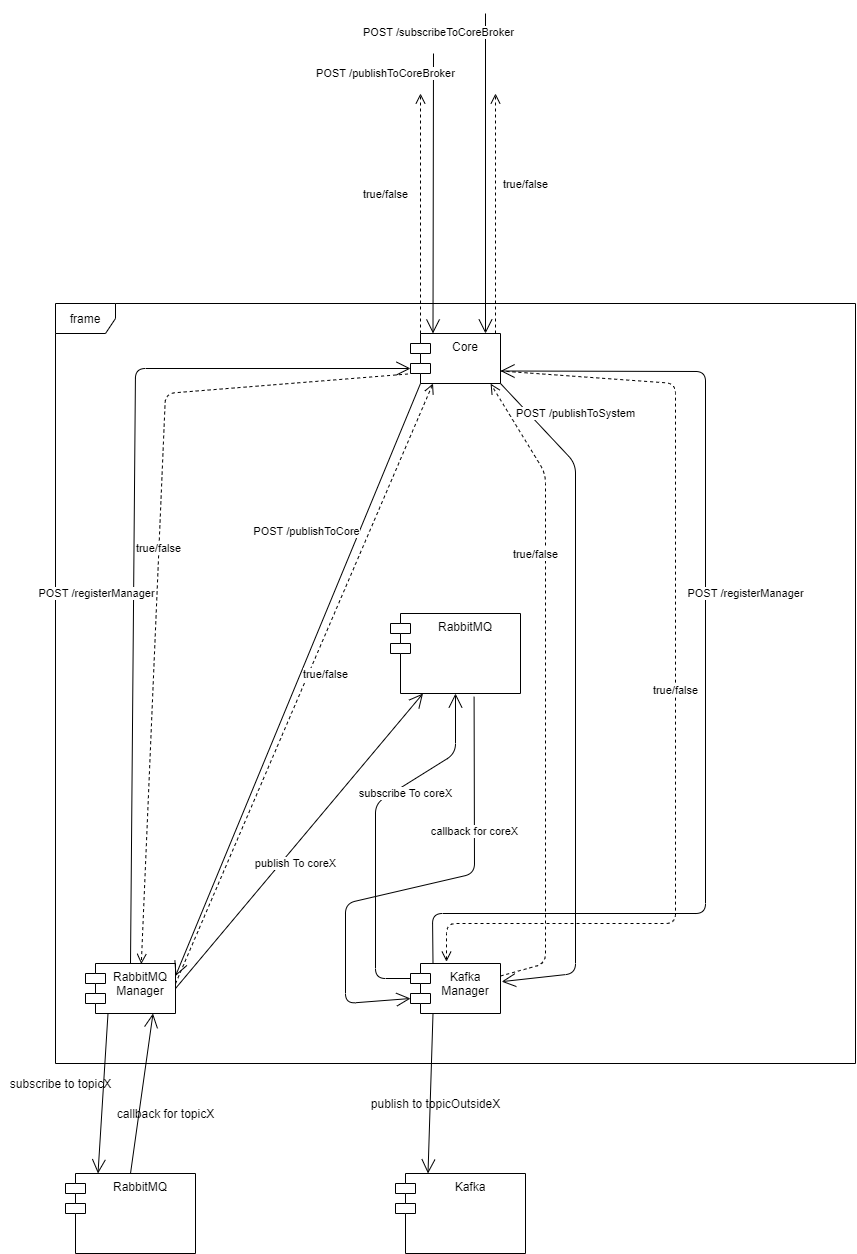 POST /subscribeToCoreBroker
POST /publishToCoreBroker
true/false
true/false
frame
Core
POST /publishToSystem
POST /publishToCore
true/false
true/false
POST /registerManager
POST /registerManager
RabbitMQ
true/false
true/false
subscribe To coreX
callback for coreX
publish To coreX
RabbitMQ
Manager
Kafka
Manager
subscribe to topicX
callback for topicX
publish to topicOutsideX
RabbitMQ
Kafka